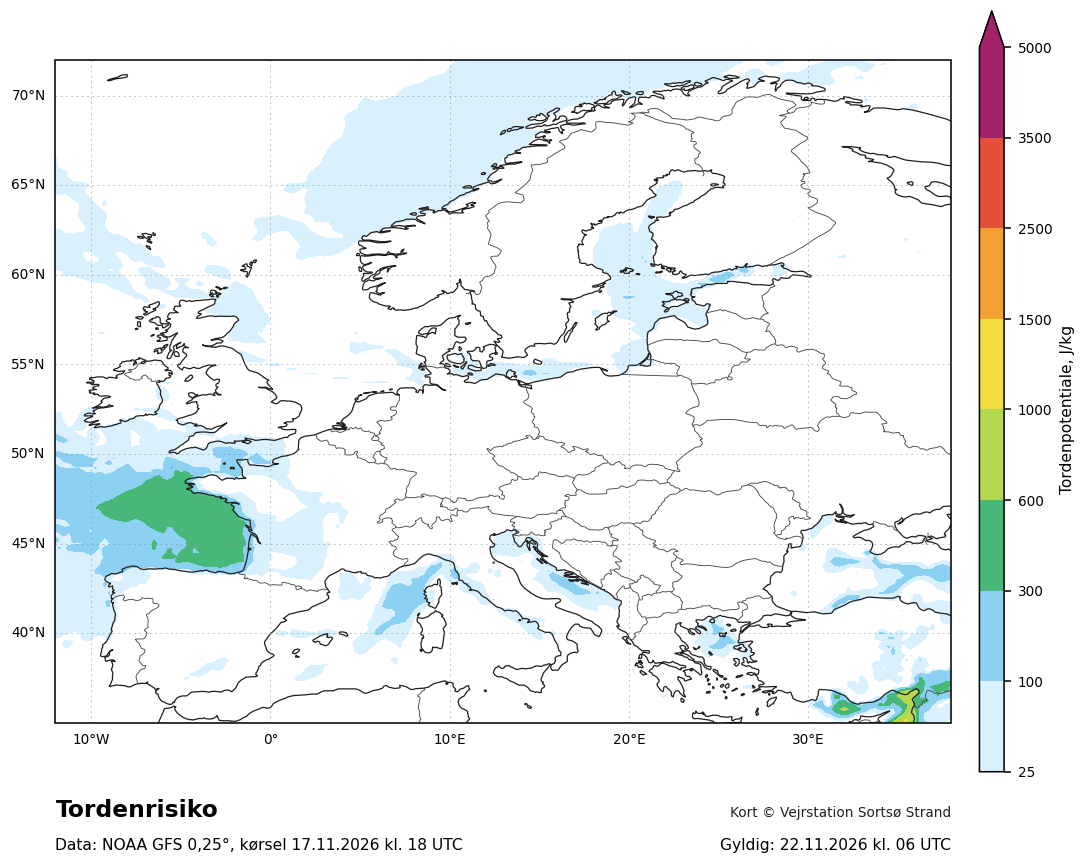 5000
3500
2500
1500
1000
600
300
100
25
Tordenpotentiale, J/kg
70°N
65°N
60°N
55°N
50°N
45°N
40°N
10°W
0°
10°E
20°E
30°E
Tordenrisiko
Kort © Vejrstation Sortsø Strand
Data: NOAA GFS 0,25°, kørsel 17.11.2026 kl. 18 UTC
Gyldig: 22.11.2026 kl. 06 UTC